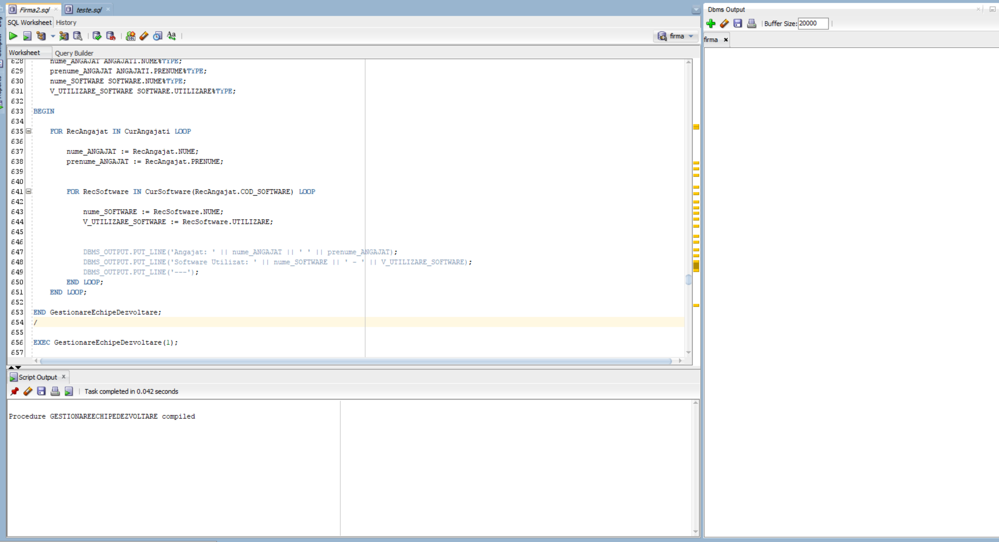 Firma2.sql
teste.sql
SQL Worksheet History
firma
Worksheet Query Builder
628 nume_ANGAJAT ANGAJATI.NUME%TYPE;
629 prenume_ANGAJAT ANGAJATI.PRENUME%TYPE;
630 nume_SOFTWARE SOFTWARE.NUME%TYPE;
631 V_UTILIZARE_SOFTWARE SOFTWARE.UTILIZARE%TYPE;
632
633 BEGIN
634
635 FOR RecAngajat IN CurAngajati LOOP
636
637 nume_ANGAJAT := RecAngajat.NUME;
638 prenume_ANGAJAT := RecAngajat.PRENUME;
639
640
641 FOR RecSoftware IN CurSoftware(RecAngajat.COD_SOFTWARE) LOOP
642
643 nume_SOFTWARE := RecSoftware.NUME;
644 V_UTILIZARE_SOFTWARE := RecSoftware.UTILIZARE;
645
646
647 DBMS_OUTPUT.PUT_LINE('Angajat: ' || nume_ANGAJAT || ' ' || prenume_ANGAJAT);
648 DBMS_OUTPUT.PUT_LINE('Software Utilizat: ' || nume_SOFTWARE || ' - ' || V_UTILIZARE_SOFTWARE);
649 DBMS_OUTPUT.PUT_LINE('---');
650 END LOOP;
651 END LOOP;
652
653 END GestionareEchipeDezvoltare;
654 /
655
656 EXEC GestionareEchipeDezvoltare(1);
657
Script Output
Task completed in 0.042 seconds
Procedure GESTIONAREECHIPEDEZVOLTARE compiled
Dbms Output
Buffer Size: 20000
firma